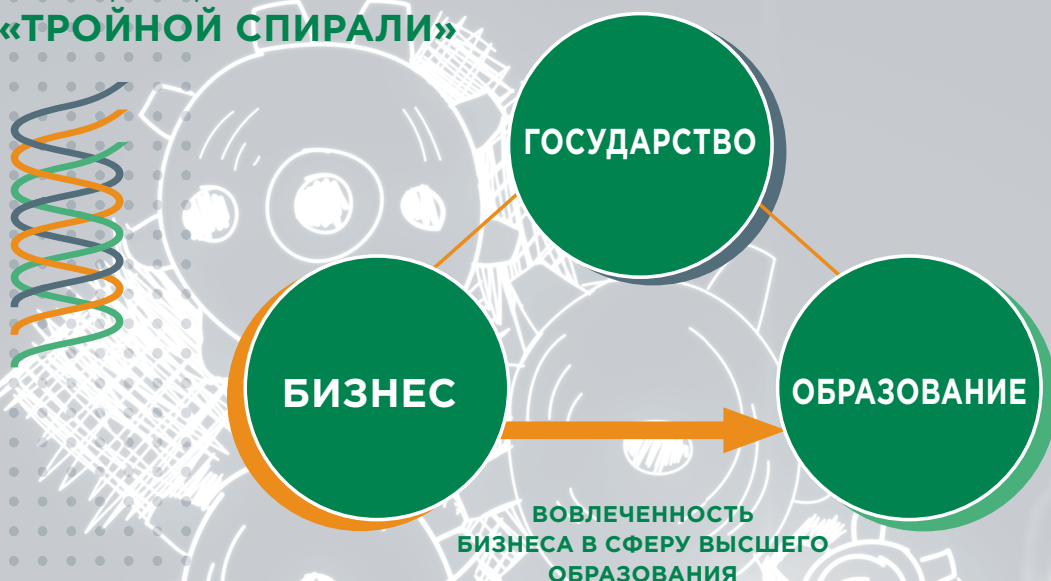 «ТРОЙНОЙ СПИРАЛИ»
ГОСУДАРСТВО
БИЗНЕС
ОБРАЗОВАНИЕ
ВОВЛЕЧЕННОСТЬ
БИЗНЕСА В СФЕРУ ВЫСШЕГО
ОБРАЗОВАНИЯ